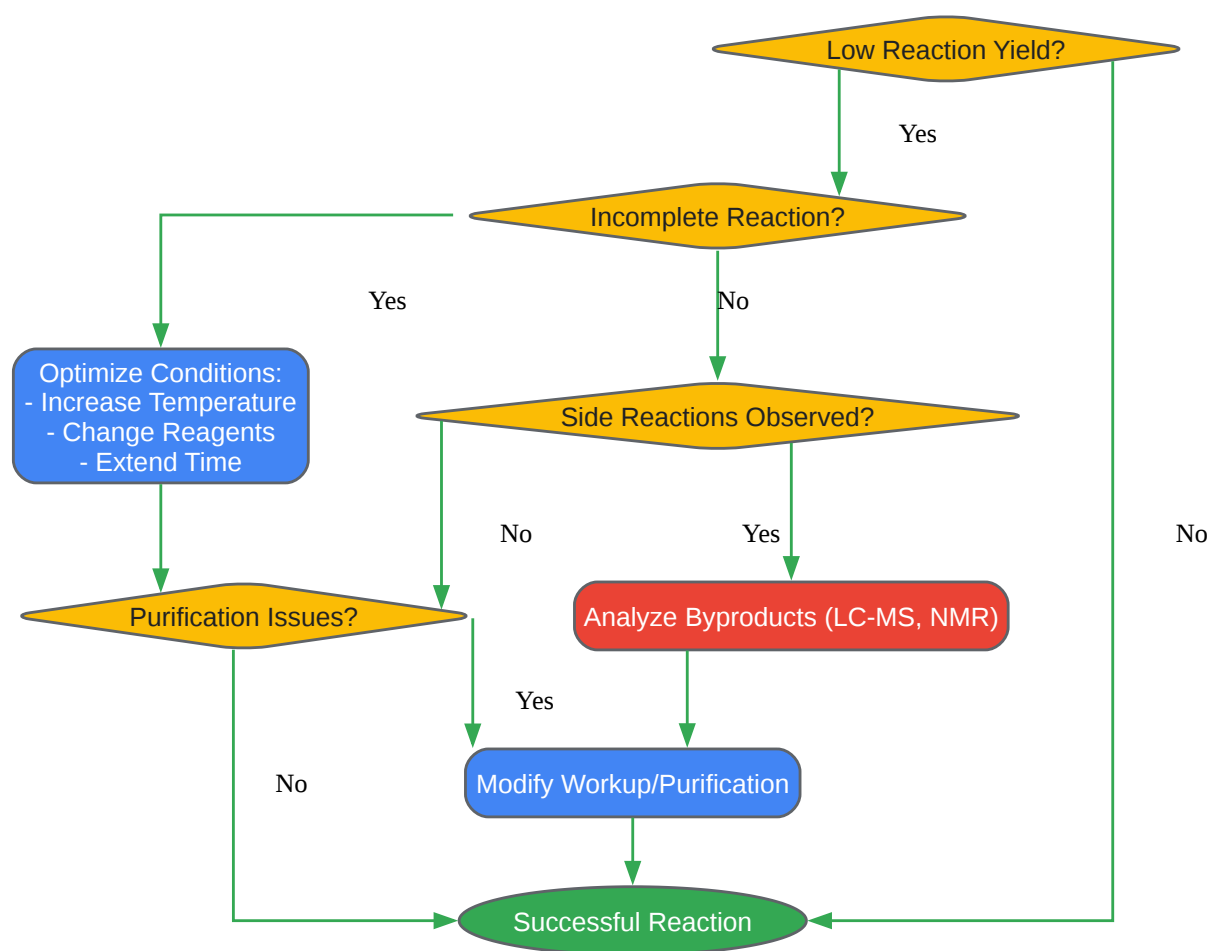 Low Reaction Yield?
Yes
Incomplete Reaction?
Yes
No
Optimize Conditions:
- Increase Temperature
- Change Reagents
- Extend Time
Side Reactions Observed?
No
Yes
No
Purification Issues?
Analyze Byproducts (LC-MS, NMR)
Yes
No
Modify Workup/Purification
Successful Reaction